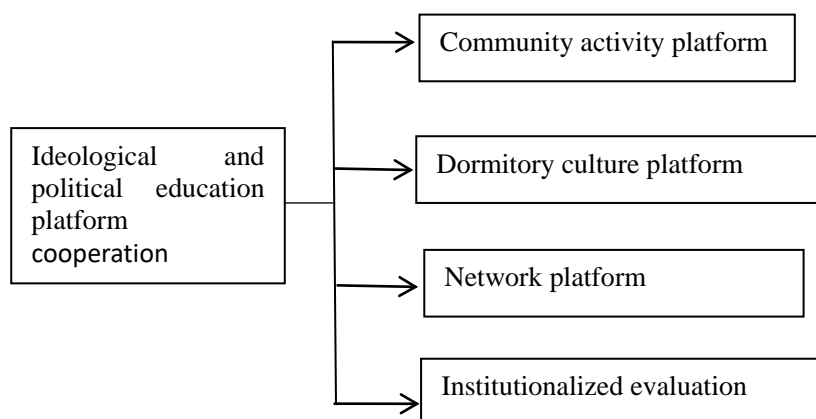 Community activity platform
Ideological and
political education
platform
cooperation
Dormitory culture platform
Network platform
Institutionalized evaluation